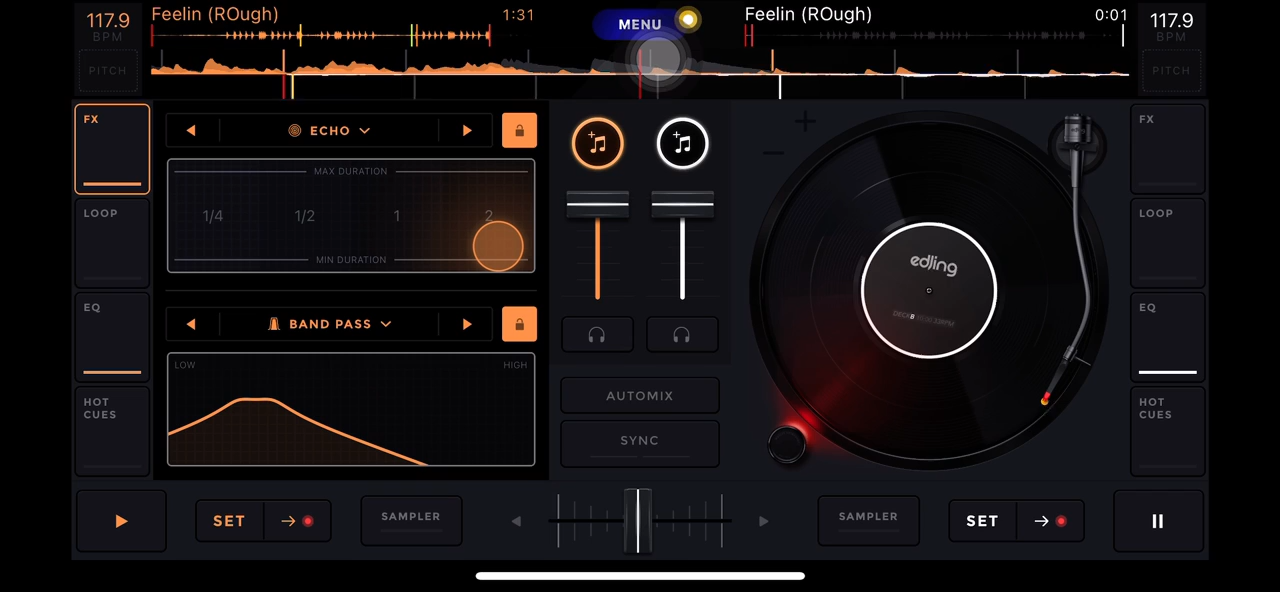 117.9
BPM
PITCH
Feelin (ROugh)
1:31
MENU
Feelin (ROugh)
0:01
117.9
BPM
PITCH
FX
LOOP
EQ
HOT
CUES
ECHO
MAX DURATION
1/4
1/2
1
2
MIN DURATION
BAND PASS
LOW
HIGH
AUTOMIX
SYNC
edjing
FX
LOOP
EQ
HOT
CUES
SET
SAMPLER
SAMPLER
SET